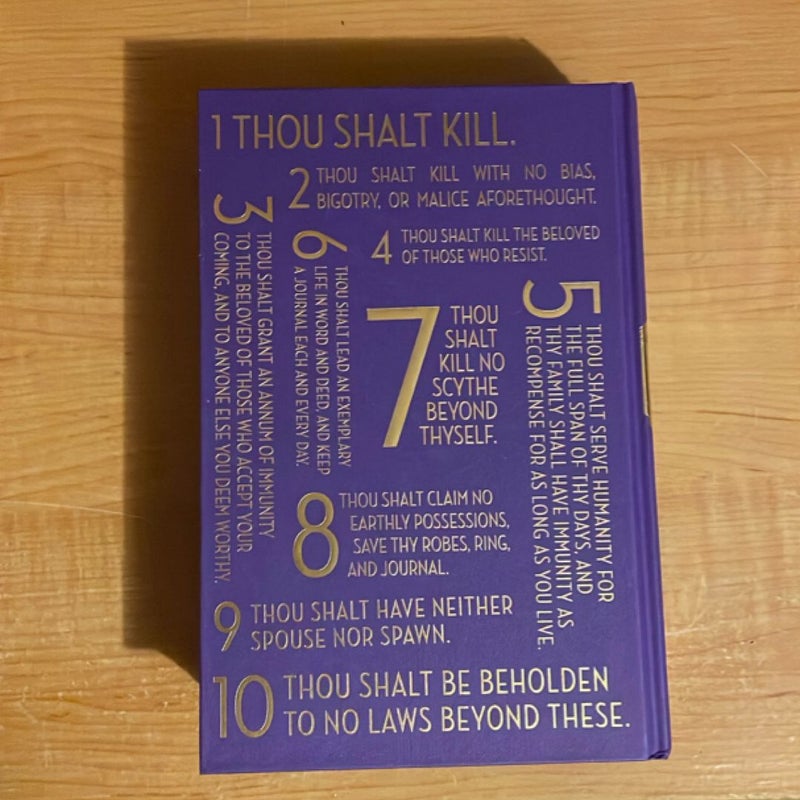 1 THOU SHALT KILL.
2 THOU SHALT KILL WITH NO BIAS,
BIGOTRY, OR MALICE AFORETHOUGHT.
3 THOU SHALT GRANT AN ANNUM OF IMMUNITY
TO THE BELOVED OF THOSE WHO ACCEPT YOUR
COMING, AND TO ANYONE ELSE YOU DEEM WORTHY.
4 THOU SHALT KILL THE BELOVED
OF THOSE WHO RESIST.
5 THOU SHALT SERVE HUMANITY FOR
THE FULL SPAN OF THY DAYS, AND
THY FAMILY SHALL HAVE IMMUNITY AS
RECOMPENSE FOR AS LONG AS YOU LIVE.
6 THOU SHALT LEAD AN EXEMPLARY
LIFE IN WORD AND DEED, AND KEEP
A JOURNAL EACH AND EVERY DAY.
7 THOU
SHALT
KILL NO
SCYTHE
BEYOND
THYSELF.
8 THOU SHALT CLAIM NO
EARTHLY POSSESSIONS,
SAVE THY ROBES, RING,
AND JOURNAL.
9 THOU SHALT HAVE NEITHER
SPOUSE NOR SPAWN.
10 THOU SHALT BE BEHOLDEN
TO NO LAWS BEYOND THESE.